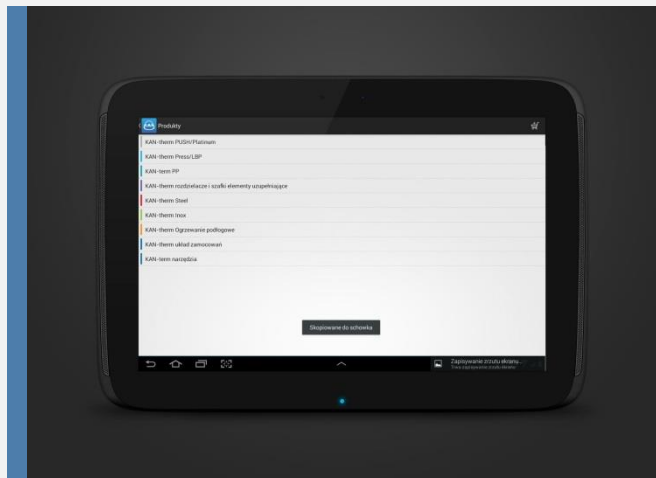 Produkty
KAN-therm PUSH/Platinum
KAN-therm Press/LBP
KAN-term PP
KAN-therm rozdzielacze i szafki elementy uzupełniające
KAN-therm Steel
KAN-therm Inox
KAN-therm Ogrzewanie podłogowe
KAN-therm układ zamocowań
KAN-term narzędzia
Skopiowane do schowka
Zapisywanie zrzutu ekranu...